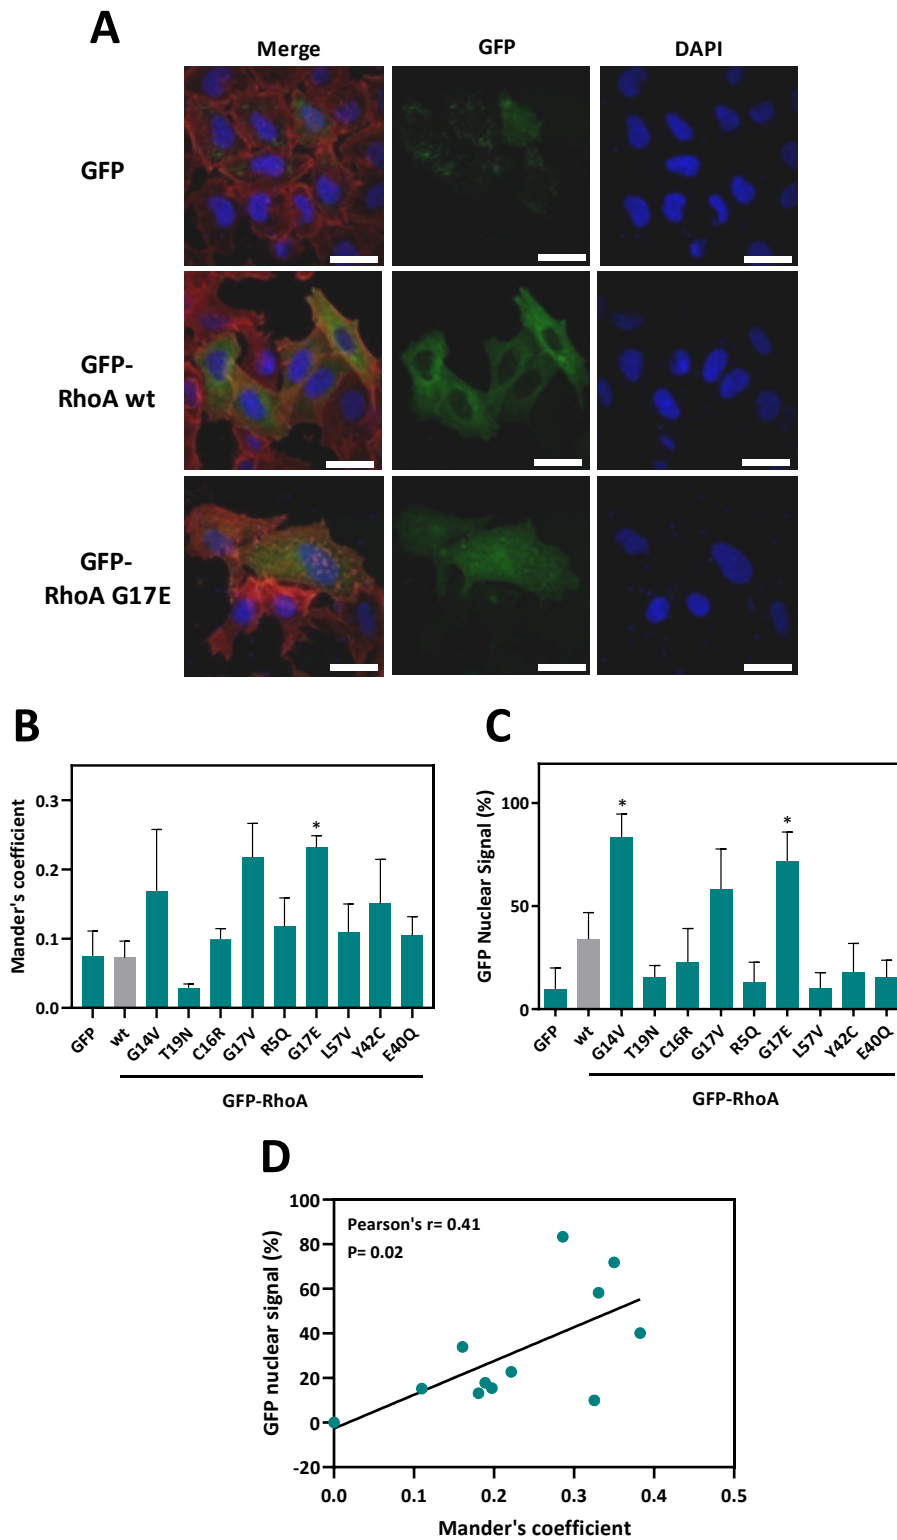 A
Merge GFP DAPI
GFP
GFP-
RhoA wt
GFP-
RhoA G17E
B
Mander's coefficient
0.3
0.2
0.1
0.0
GFP wt G14V T19N C16R G17V R5Q G17E L57V Y42C E40Q
*
GFP-RhoA
C
GFP Nuclear Signal (%)
100
50
0
* *
GFP wt G14V T19N C16R G17V R5Q G17E L57V Y42C E40Q
GFP-RhoA
D
GFP nuclear signal (%)
100
80
60
40
20
0
-20
Pearson's r= 0.41
P= 0.02
0.0 0.1 0.2 0.3 0.4 0.5
Mander's coefficient